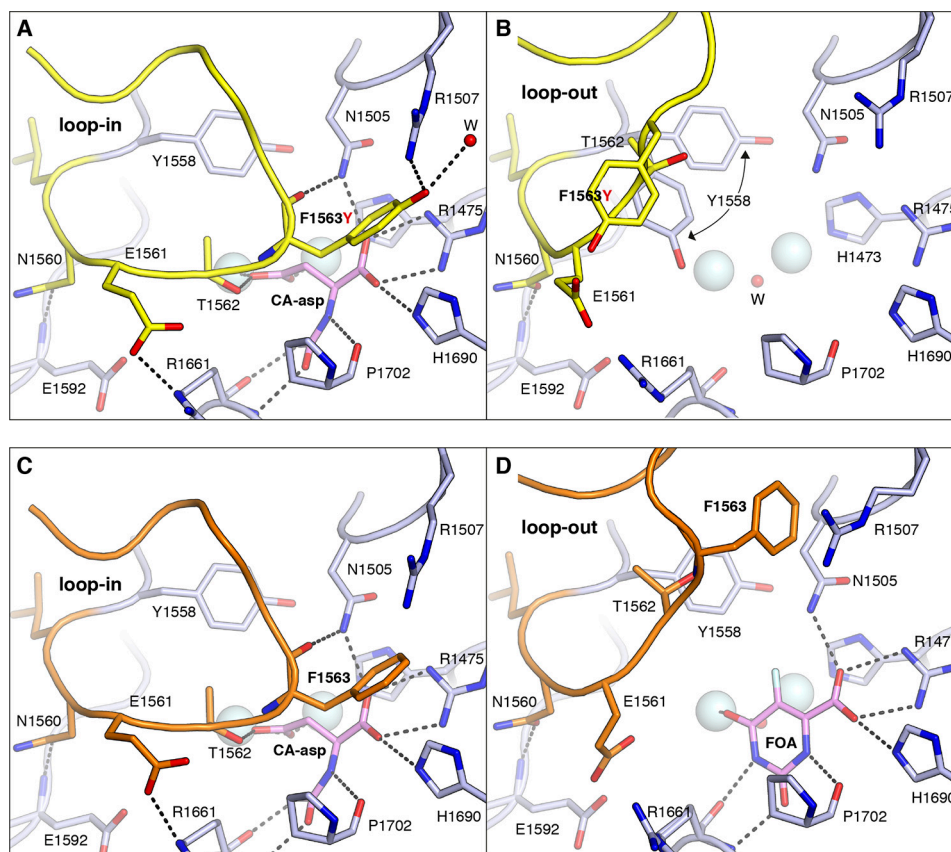 A
loop-in
Y1558
N1505
R1507
W
F1563Y
R1475
N1560
E1561
T1562
CA-asp
H1690
R1661
P1702
E1592
B
loop-out
T1562
N1505
R1507
F1563Y
Y1558
R1475
H1473
N1560
E1561
W
H1690
R1661
P1702
E1592
C
loop-in
Y1558
N1505
R1507
F1563
R1475
N1560
E1561
T1562
CA-asp
H1690
R1661
P1702
E1592
D
loop-out
F1563
R1507
N1505
T1562
Y1558
R147
N1560
E1561
FOA
H1690
R1661
P1702
E1592